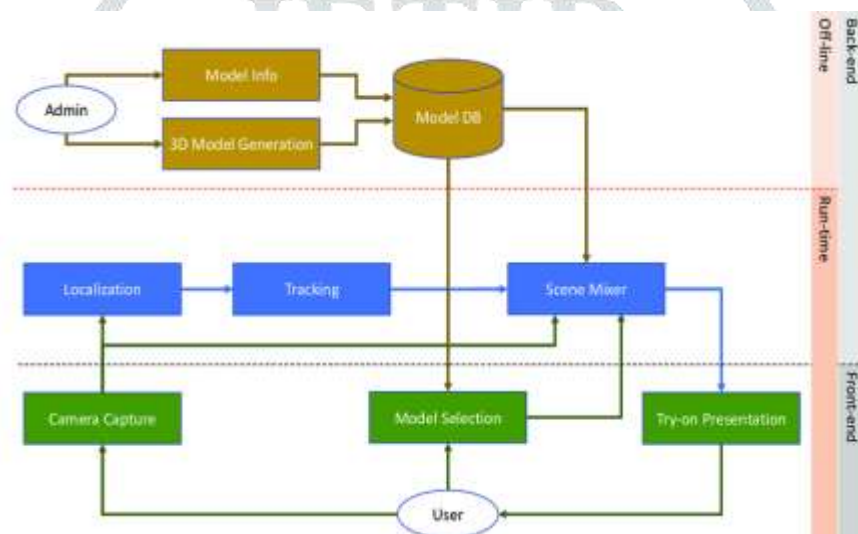 Off-line
Back-end
Model Info
Admin
Model DB
3D Model Generation
Run-time
Localization
Tracking
Scene Mixer
Front-end
Camera Capture
Model Selection
Try-on Presentation
User